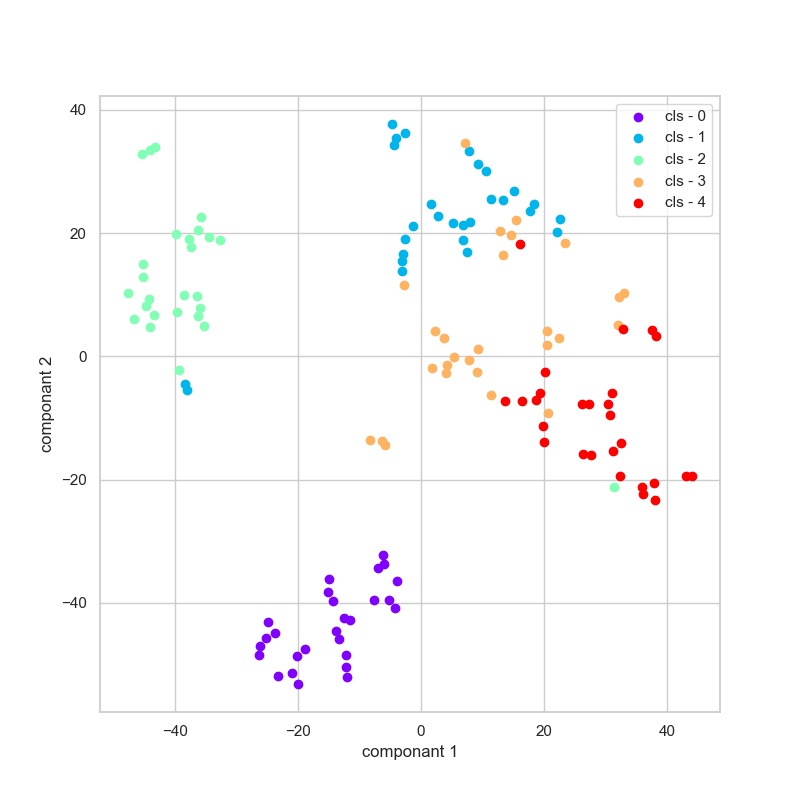 40
20
0
−20
−40
componant 2
−40
−20
0
20
40
componant 1
cls - 0
cls - 1
cls - 2
cls - 3
cls - 4